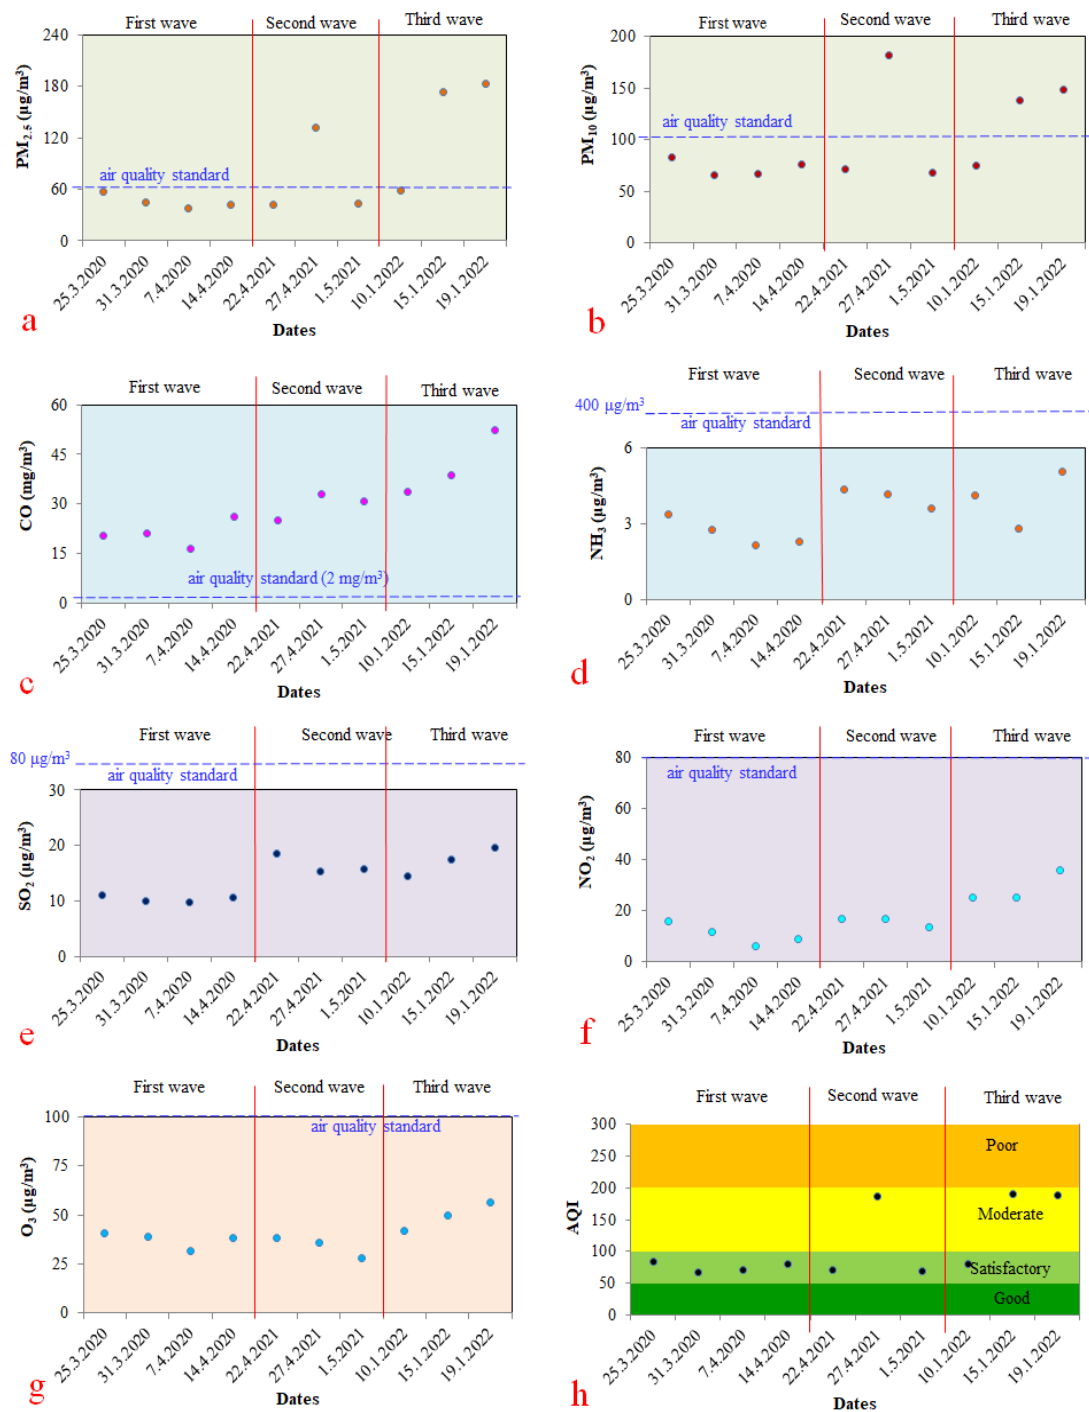 First wave Second wave Third wave
240
180
120
60
0
PM2.5 (µg/m³)
air quality standard
25.3.2020 31.3.2020 7.4.2020 14.4.2020 22.4.2021 27.4.2021 1.5.2021 10.1.2022 15.1.2022 19.1.2022
a
Dates
First wave Second wave Third wave
200
150
100
50
0
PM10 (µg/m³)
air quality standard
25.3.2020 31.3.2020 7.4.2020 14.4.2020 22.4.2021 27.4.2021 1.5.2021 10.1.2022 15.1.2022 19.1.2022
b
Dates
First wave Second wave Third wave
60
45
30
15
0
CO (mg/m³)
air quality standard (2 mg/m³)
25.3.2020 31.3.2020 7.4.2020 14.4.2020 22.4.2021 27.4.2021 1.5.2021 10.1.2022 15.1.2022 19.1.2022
c
Dates
First wave Second wave Third wave
400 µg/m³
air quality standard
6
3
0
NH3 (µg/m³)
25.3.2020 31.3.2020 7.4.2020 14.4.2020 22.4.2021 27.4.2021 1.5.2021 10.1.2022 15.1.2022 19.1.2022
d
Dates
First wave Second wave Third wave
80 µg/m³
air quality standard
30
20
10
0
SO2 (µg/m³)
25.3.2020 31.3.2020 7.4.2020 14.4.2020 22.4.2021 27.4.2021 1.5.2021 10.1.2022 15.1.2022 19.1.2022
e
Dates
First wave Second wave Third wave
80
air quality standard
60
40
20
0
NO2 (µg/m³)
25.3.2020 31.3.2020 7.4.2020 14.4.2020 22.4.2021 27.4.2021 1.5.2021 10.1.2022 15.1.2022 19.1.2022
f
Dates
First wave Second wave Third wave
100
air quality standard
75
50
25
0
O3 (µg/m³)
25.3.2020 31.3.2020 7.4.2020 14.4.2020 22.4.2021 27.4.2021 1.5.2021 10.1.2022 15.1.2022 19.1.2022
g
Dates
First wave Second wave Third wave
300
Poor
250
200
Moderate
150
100
Satisfactory
50
Good
0
AQI
25.3.2020 31.3.2020 7.4.2020 14.4.2020 22.4.2021 27.4.2021 1.5.2021 10.1.2022 15.1.2022 19.1.2022
h
Dates